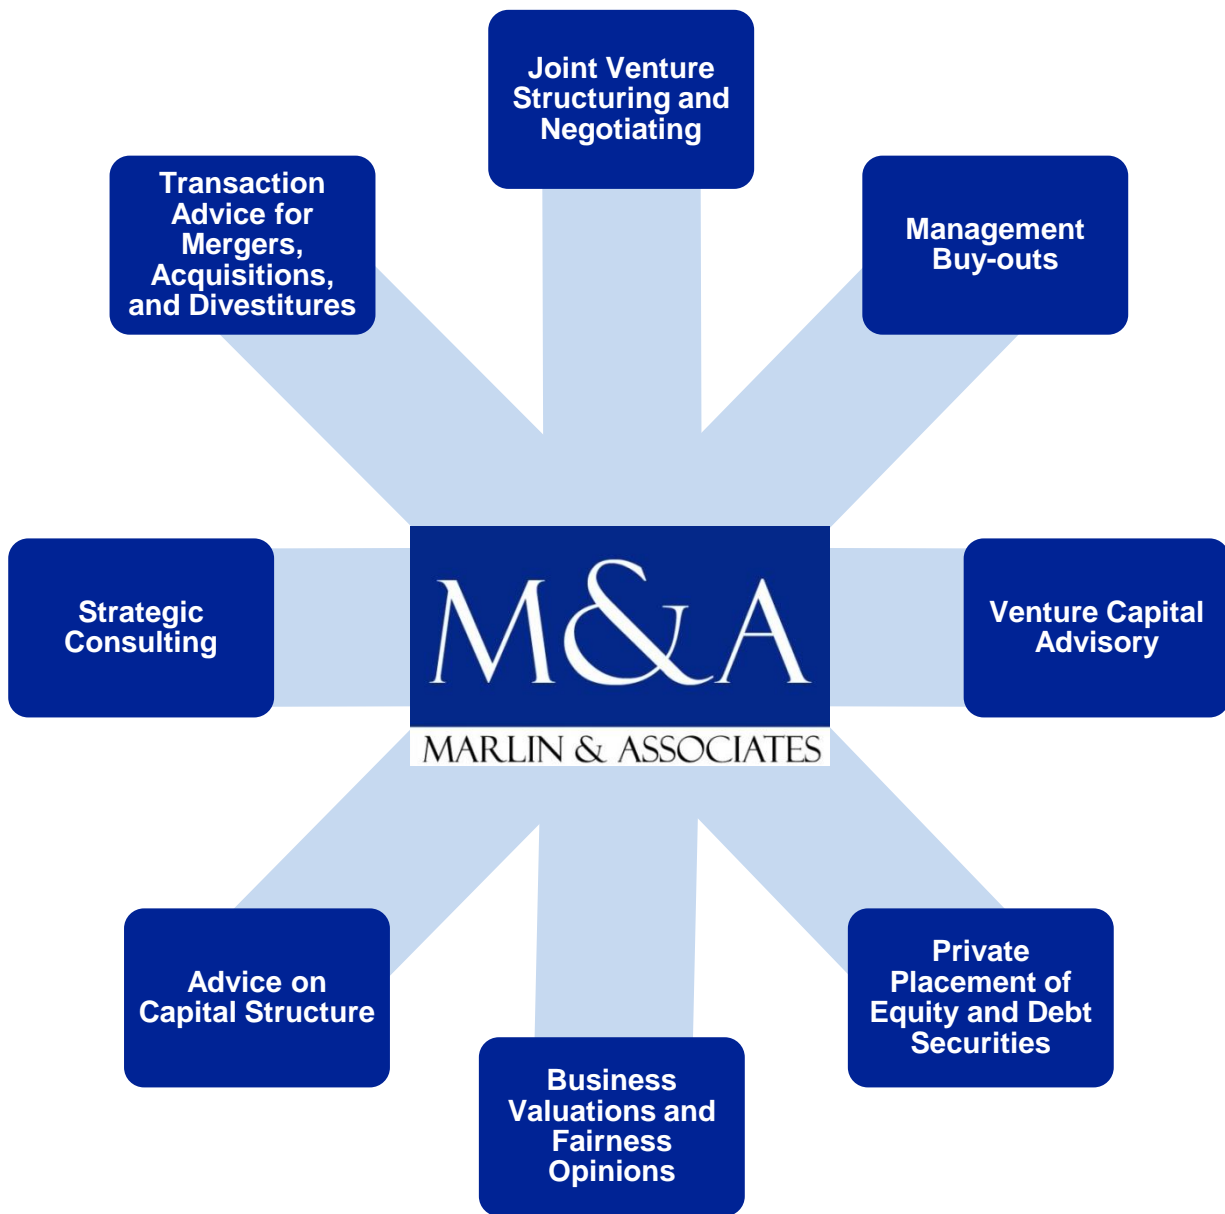 Joint Venture
Structuring and
Negotiating
Transaction
Advice for
Mergers,
Acquisitions,
and Divestitures
Management
Buy-outs
Strategic
Consulting
M&A
MARLIN & ASSOCIATES
Venture Capital
Advisory
Advice on
Capital Structure
Private
Placement of
Equity and Debt
Securities
Business
Valuations and
Fairness
Opinions